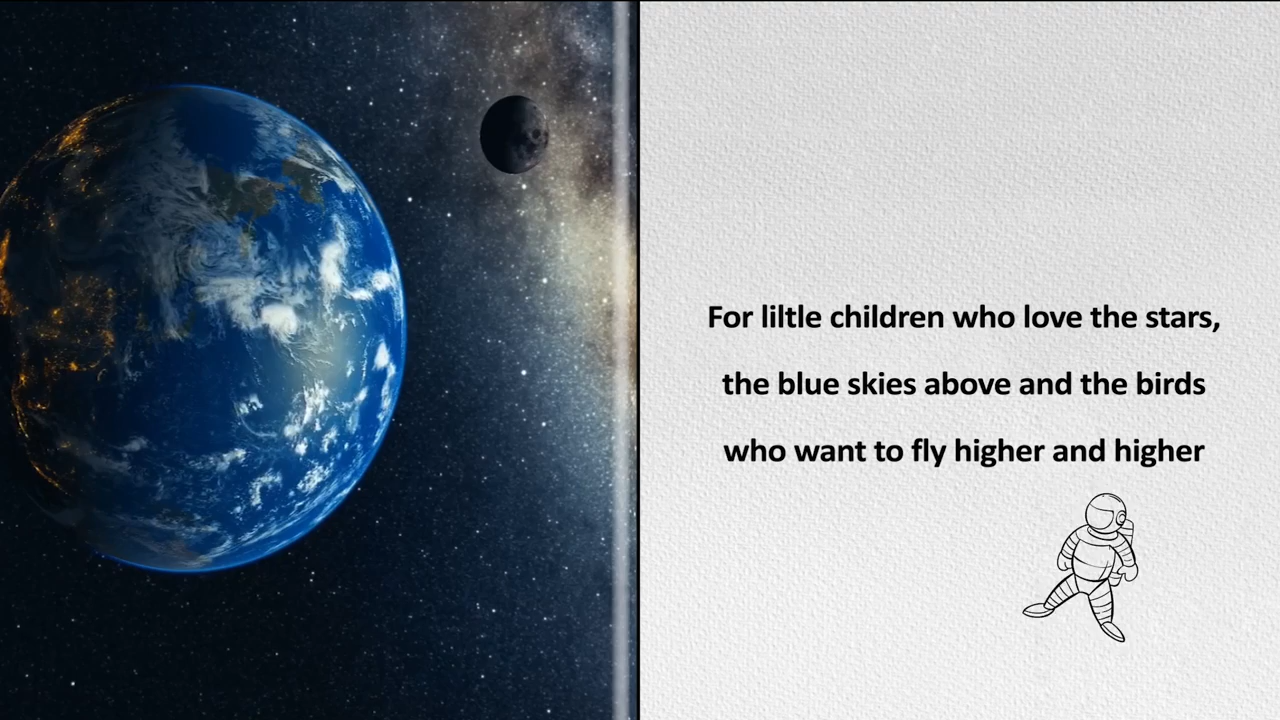 For liltle children who love the stars,
the blue skies above and the birds
who want to fly higher and higher